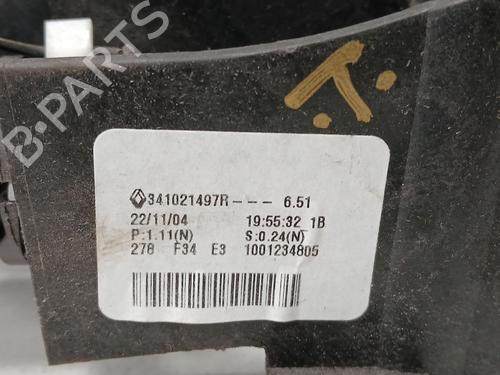 B-PARTS
T.
341021497R--- 6.51
22/11/04 19:55:32 1B
P:1.11(N) S:0.24(N)
278 F34 E3 1001234805